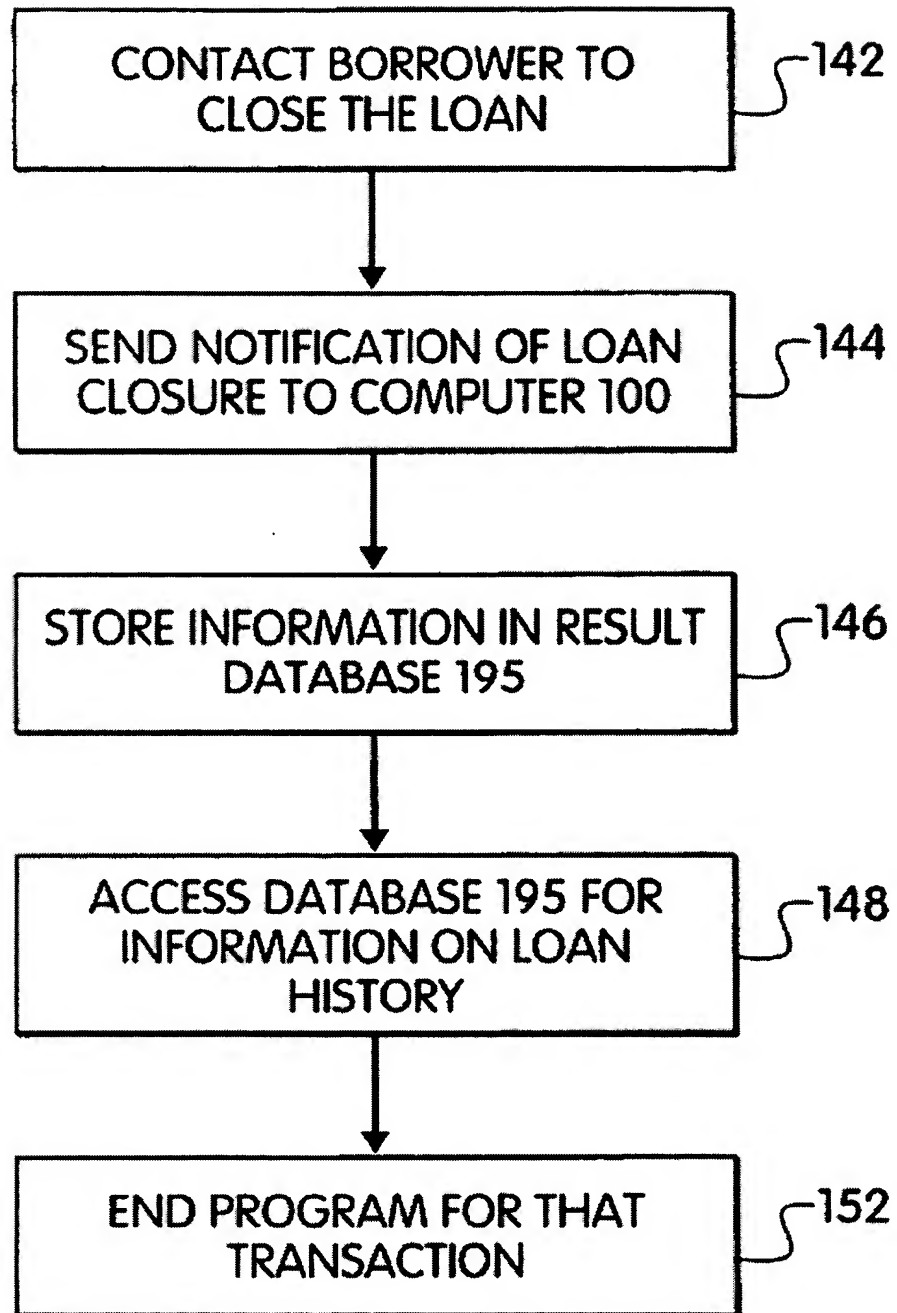 CONTACT BORROWER TO
CLOSE THE LOAN
142
SEND NOTIFICATION OF LOAN
CLOSURE TO COMPUTER 100
144
STORE INFORMATION IN RESULT
DATABASE 195
146
ACCESS DATABASE 195 FOR
INFORMATION ON LOAN
HISTORY
148
END PROGRAM FOR THAT
TRANSACTION
152